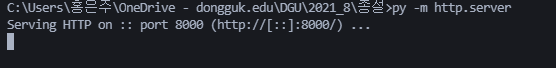 C:\Users\홍은주\OneDrive - dongguk.edu\DGU\2021_8\종설>py -m http.server
Serving HTTP on :: port 8000 (http://[::]:8000/) ...